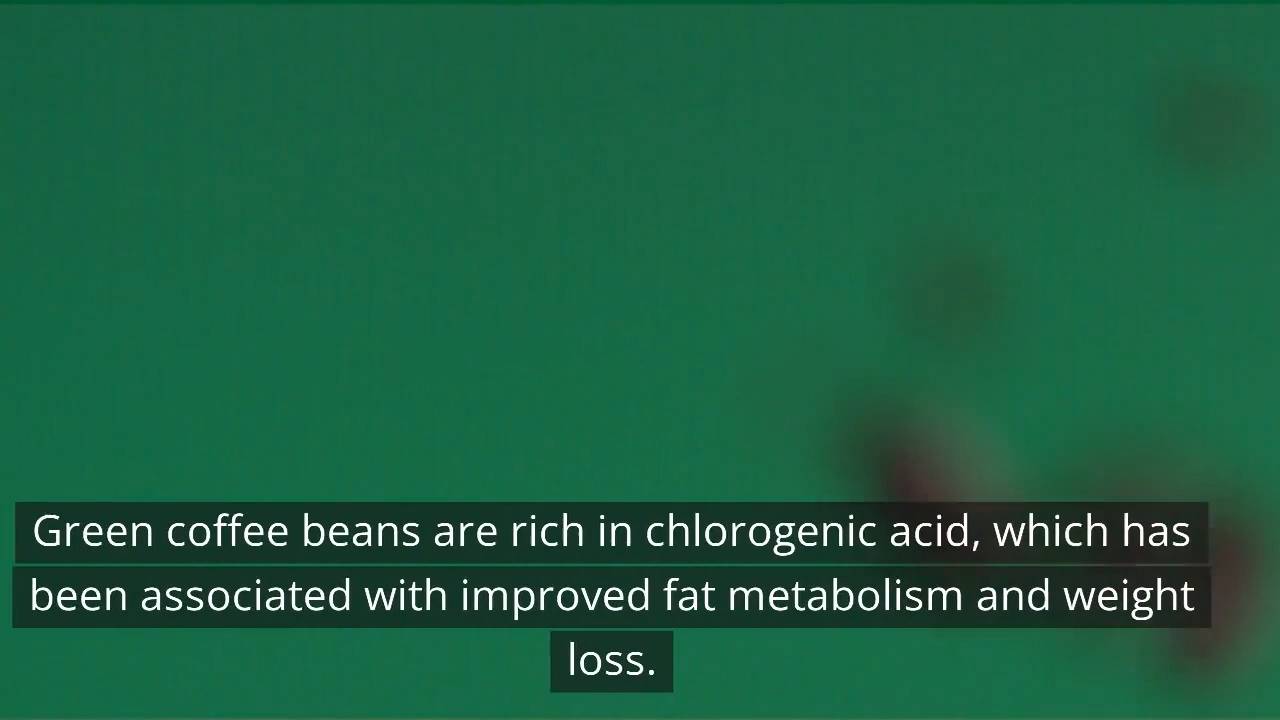 Green coffee beans are rich in chlorogenic acid, which has
been associated with improved fat metabolism and weight
loss.